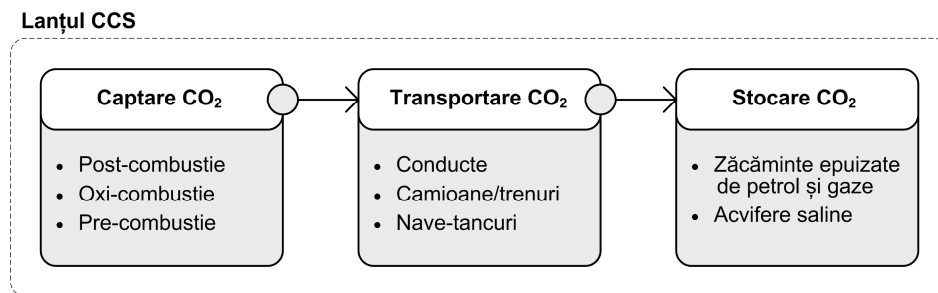 Lanțul CCS
Captare CO₂
• Post-combustie
• Oxi-combustie
• Pre-combustie
Transportare CO₂
• Conducte
• Camioane/trenuri
• Nave-tancuri
Stocare CO₂
• Zăcăminte epuizate
de petrol și gaze
• Acvifere saline